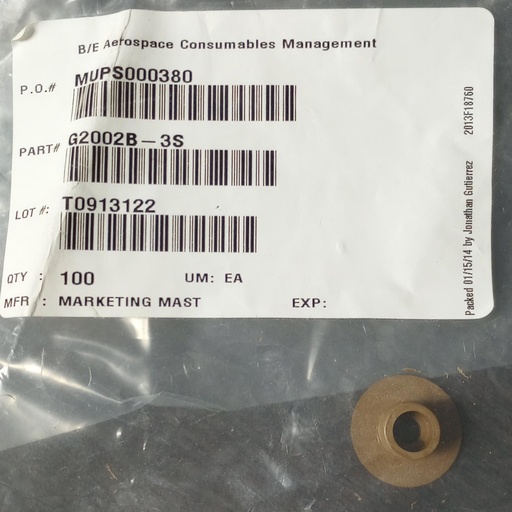 B/E Aerospace Consumables Management
P.O.# MUPS000380
PART# G2002B-3S
LOT #: T0913122
QTY : 100 UM: EA
MFR : MARKETING MAST EXP:
Packed 01/15/14 by Jonathan Gutierrez 2013F18760